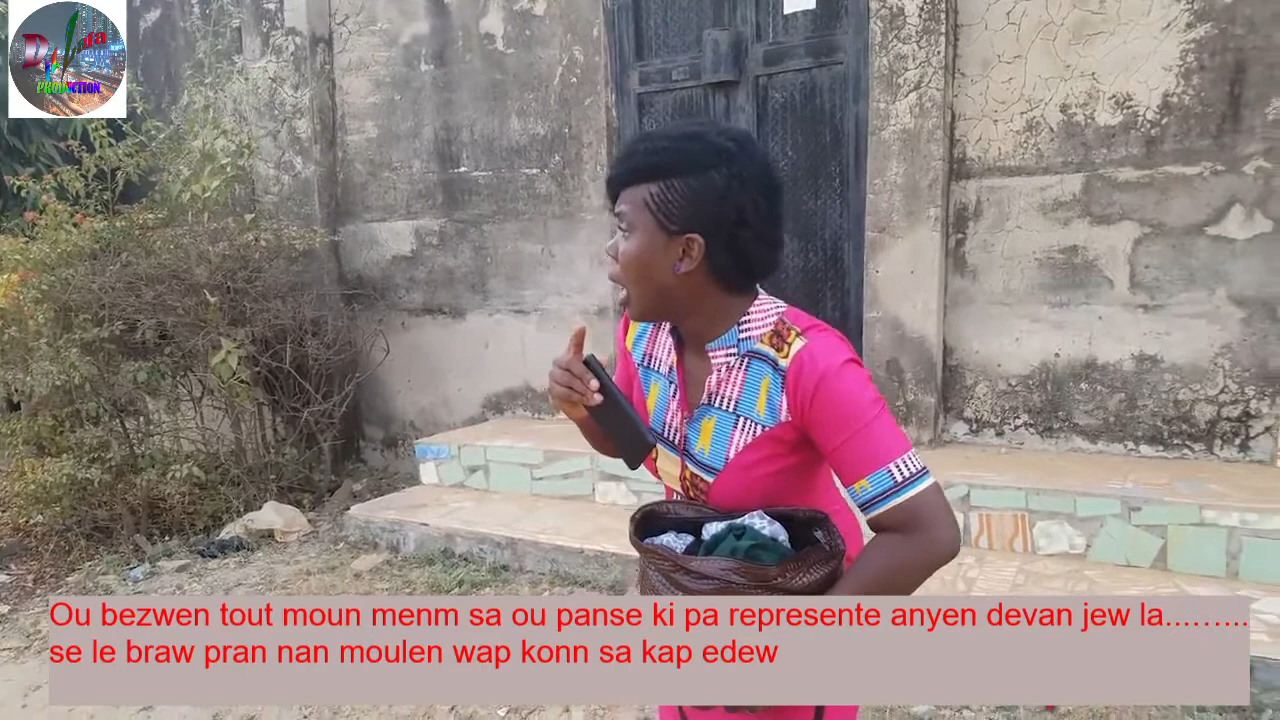 PRODUCTION
Ou bezwen tout moun menm sa ou panse ki pa represente anyen devan jew la.........
se le braw pran nan moulen wap konn sa kap edew